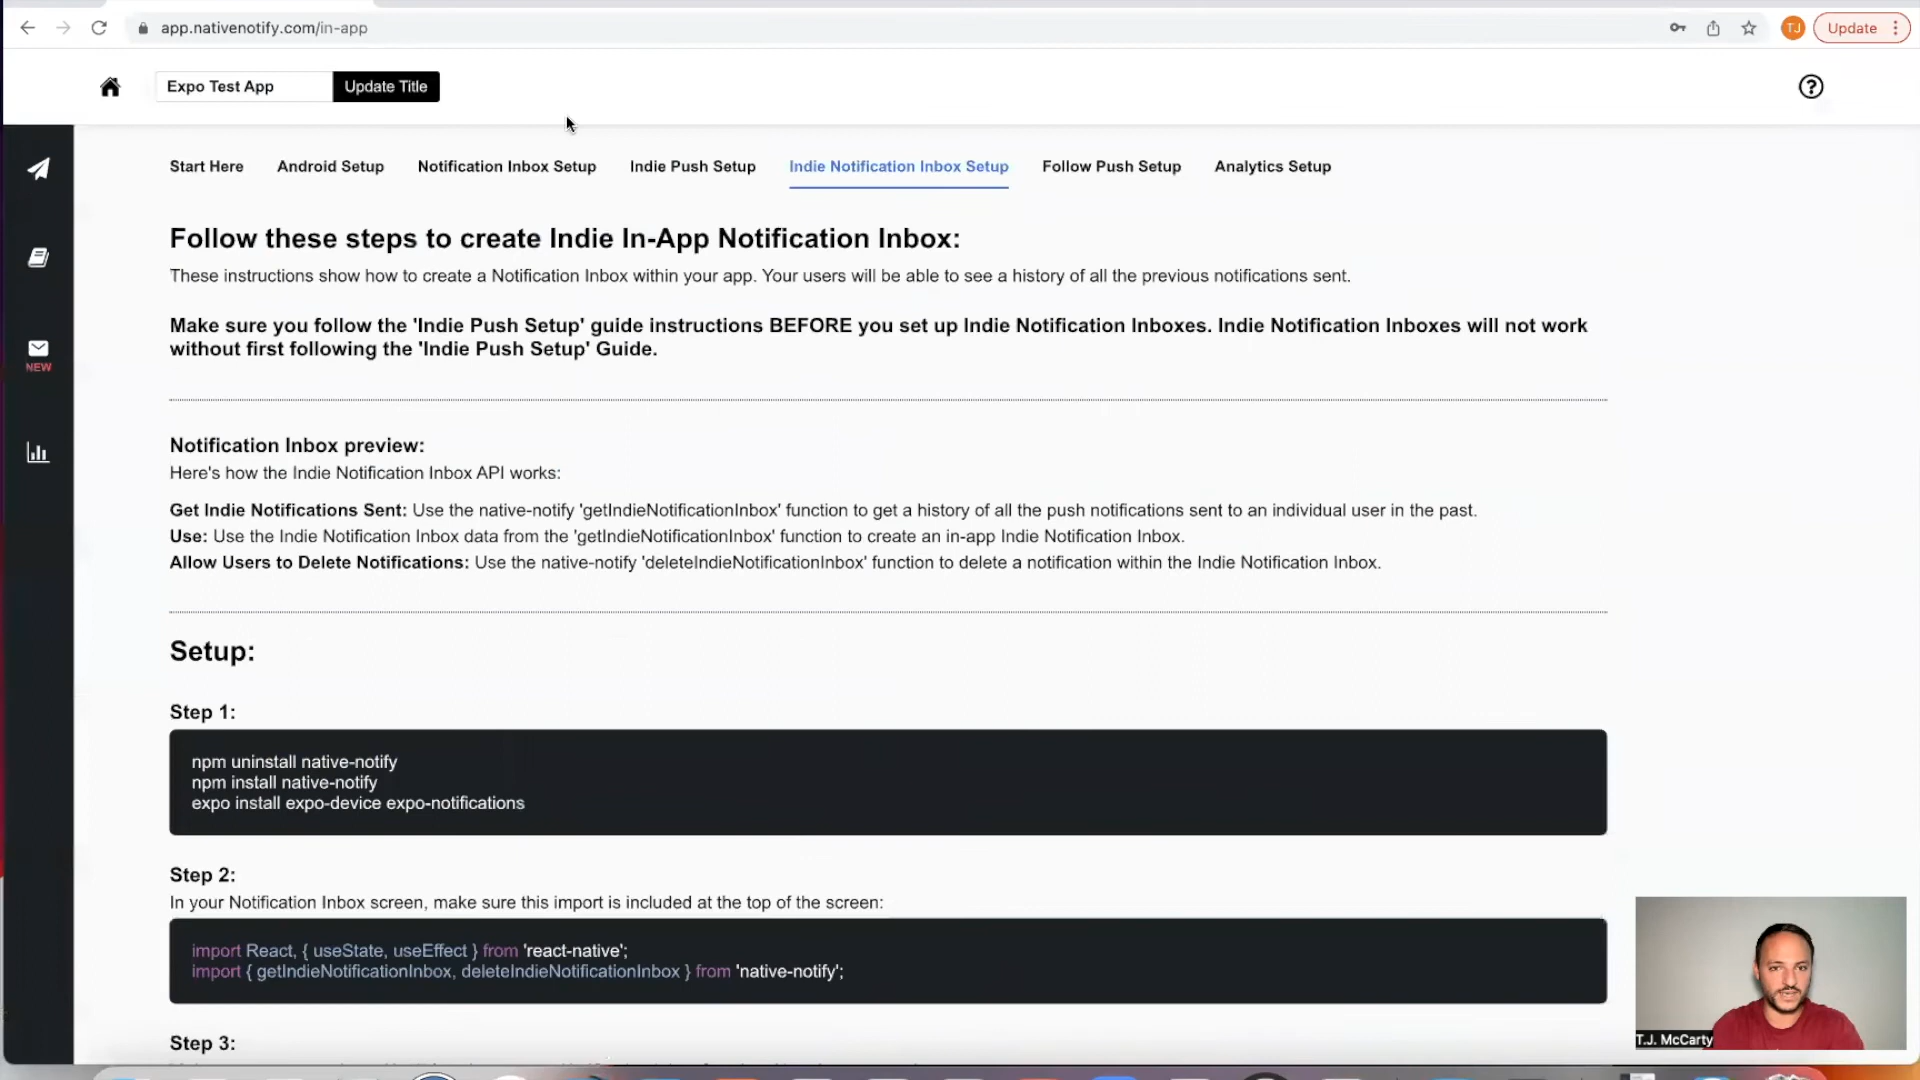 app.nativenotify.com/in-app
TJ
Update
Expo Test App
Update Title
NEW
Start Here
Android Setup
Notification Inbox Setup
Indie Push Setup
Indie Notification Inbox Setup
Follow Push Setup
Analytics Setup
Follow these steps to create Indie In-App Notification Inbox:
These instructions show how to create a Notification Inbox within your app. Your users will be able to see a history of all the previous notifications sent.
Make sure you follow the 'Indie Push Setup' guide instructions BEFORE you set up Indie Notification Inboxes. Indie Notification Inboxes will not work
without first following the 'Indie Push Setup' Guide.
Notification Inbox preview:
Here's how the Indie Notification Inbox API works:
Get Indie Notifications Sent: Use the native-notify 'getIndieNotificationInbox' function to get a history of all the push notifications sent to an individual user in the past.
Use: Use the Indie Notification Inbox data from the 'getIndieNotificationInbox' function to create an in-app Indie Notification Inbox.
Allow Users to Delete Notifications: Use the native-notify 'deleteIndieNotificationInbox' function to delete a notification within the Indie Notification Inbox.
Setup:
Step 1:
npm uninstall native-notify
npm install native-notify
expo install expo-device expo-notifications
Step 2:
In your Notification Inbox screen, make sure this import is included at the top of the screen:
import React, { useState, useEffect } from 'react-native';
import { getIndieNotificationInbox, deleteIndieNotificationInbox } from 'native-notify';
Step 3:
T.J. McCarty